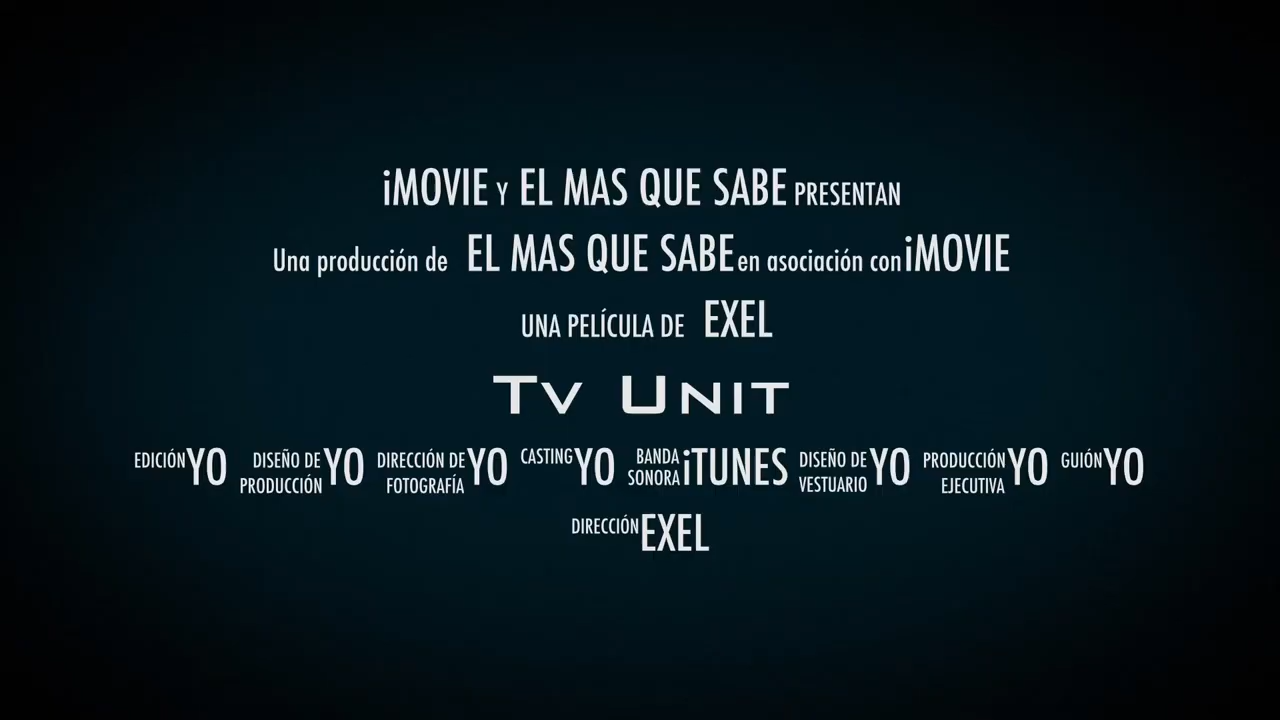 iMOVIE Y EL MAS QUE SABE PRESENTAN
Una producción de EL MAS QUE SABE en asociación con iMOVIE
UNA PELÍCULA DE EXEL
Tv Unit
EDICIÓN YO DISEÑO DE PRODUCCIÓN YO DIRECCIÓN DE FOTOGRAFÍA YO CASTING YO BANDA SONORA iTUNES DISEÑO DE VESTUARIO YO PRODUCCIÓN EJECUTIVA YO GUIÓN YO
DIRECCIÓN EXEL